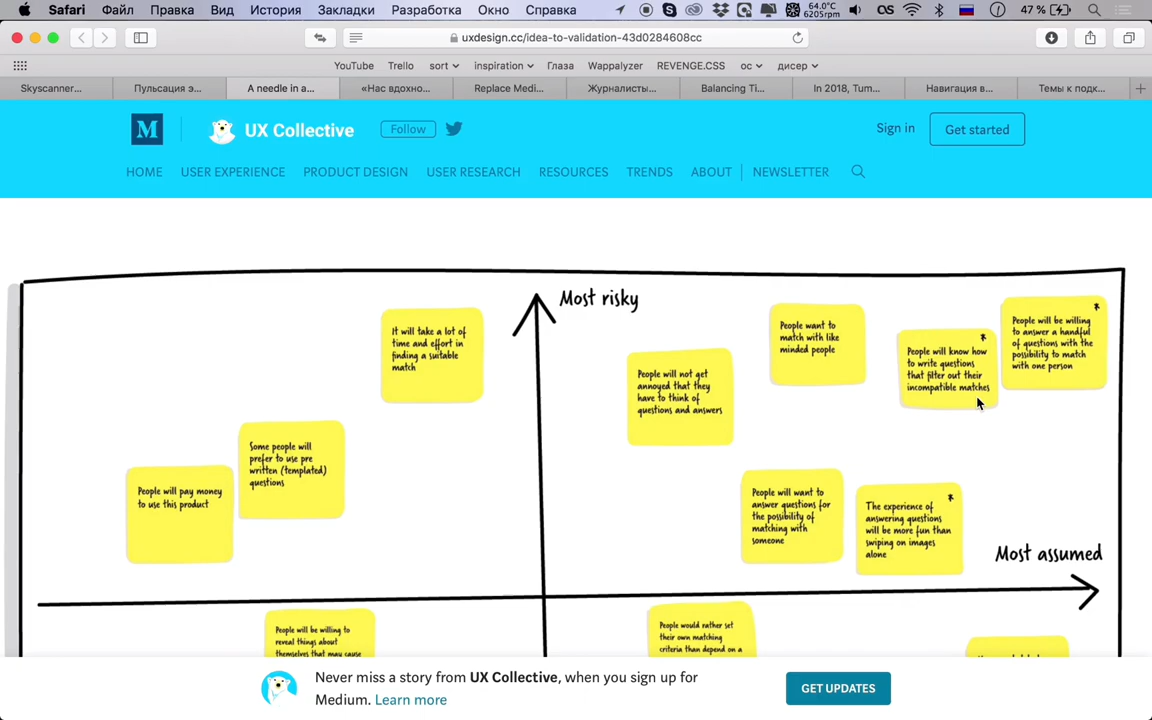 Safari Файл Правка Вид История Закладки Разработка Окно Справка 64.0°C 6205rpm 47 %
uxdesign.cc/idea-to-validation-43d0284608cc
YouTube Trello sort inspiration Глаза Wappalyzer REVENGE.CSS ос дисер
Skyscanner... Пульсация э... A needle in a... «Нас вдохно... Replace Medi... Журналисты... Balancing Ti... In 2018, Tum... Навигация в... Темы к подк...
M UX Collective Follow Sign in Get started
HOME USER EXPERIENCE PRODUCT DESIGN USER RESEARCH RESOURCES TRENDS ABOUT NEWSLETTER
Most risky
It will take a lot of
time and effort in
finding a suitable
match
People want to
match with like
minded people
People will know how
to write questions
that filter out their
incompatible matches
People will be willing
to answer a handful
of questions with the
possibility to match
with one person
People will not get
annoyed that they
have to think of
questions and answers
Some people will
prefer to use pre
written (templated)
questions
People will pay money
to use this product
People will want to
answer questions for
the possibility of
matching with
someone
The experience of
answering questions
will be more fun than
swiping on images
alone
Most assumed
People will be willing to
reveal things about
themselves that may cause
People would rather set
their own matching
criteria than depend on a
Never miss a story from UX Collective, when you sign up for
Medium. Learn more
GET UPDATES